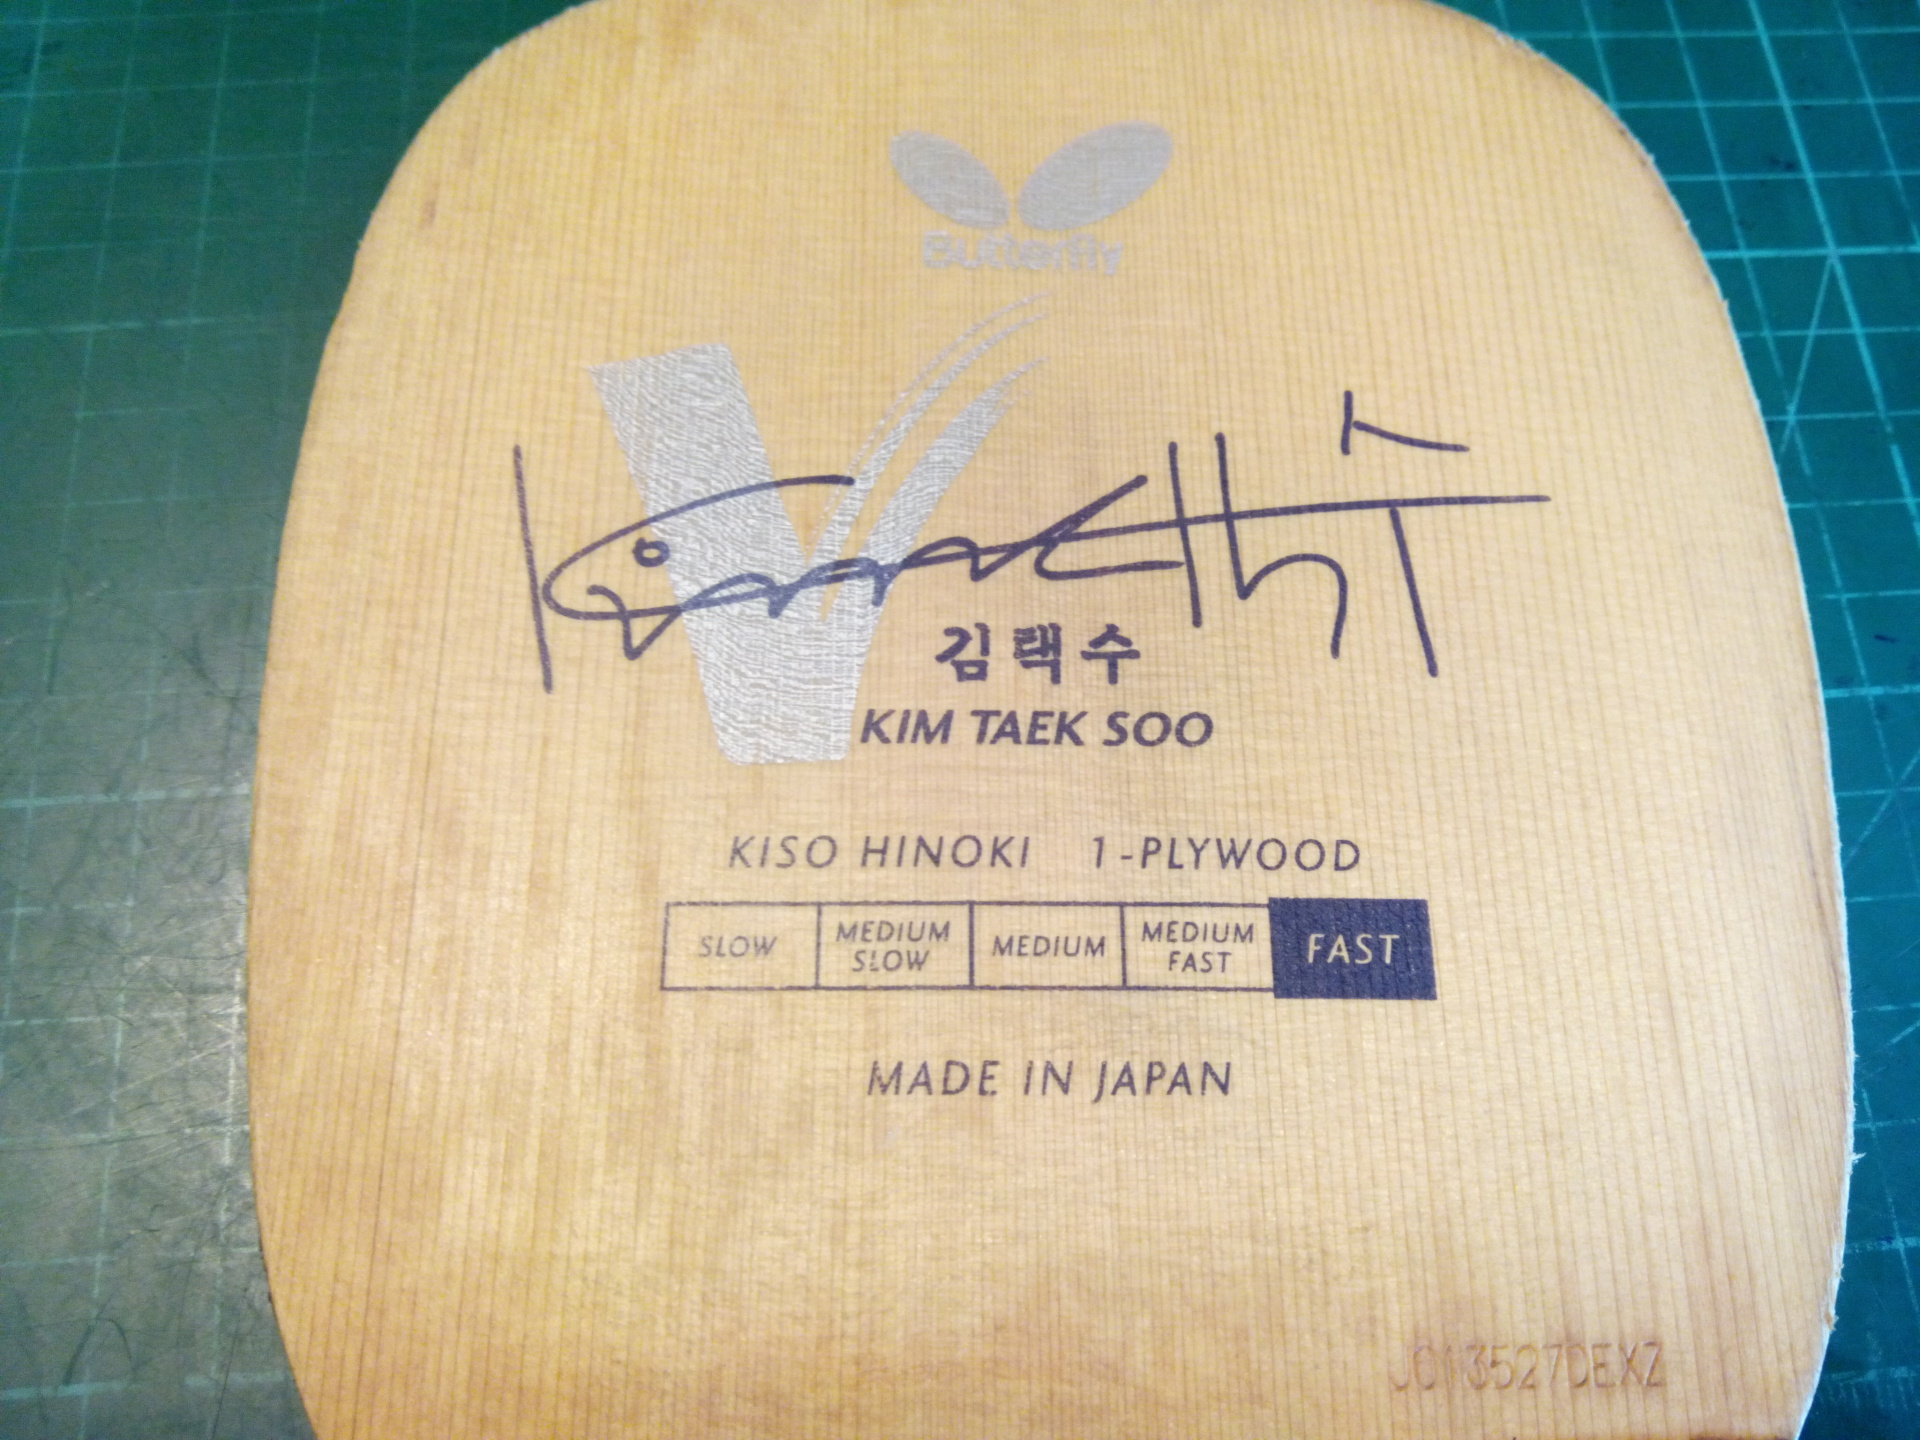 Butterfly
김택수
KIM TAEK SOO
KISO HINOKI 1-PLYWOOD
SLOW
MEDIUM SLOW
MEDIUM
MEDIUM FAST
FAST
MADE IN JAPAN